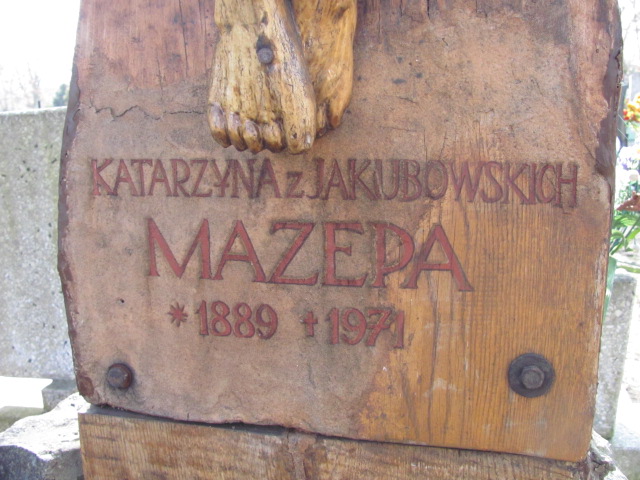 KATARZYNA z JAKUBOWSKICH
MAZEPA
* 1889 + 1971